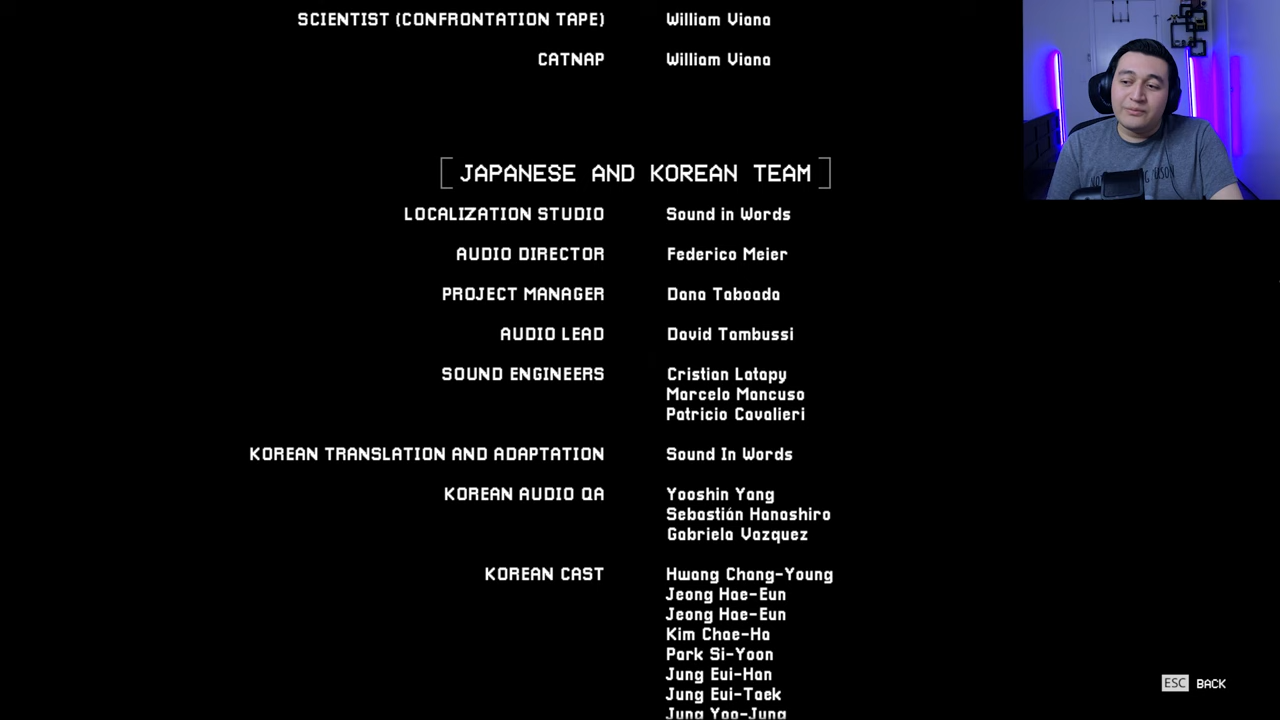 SCIENTIST (CONFRONTATION TAPE) William Viana
CATNAP William Viana
JAPANESE AND KOREAN TEAM
LOCALIZATION STUDIO Sound in Words
AUDIO DIRECTOR Federico Meier
PROJECT MANAGER Dana Taboada
AUDIO LEAD David Tambussi
SOUND ENGINEERS Cristian Latapy
Marcelo Mancuso
Patricio Cavalieri
KOREAN TRANSLATION AND ADAPTATION Sound In Words
KOREAN AUDIO QA Yooshin Yang
Sebastián Hanashiro
Gabriela Vazquez
KOREAN CAST Hwang Chang-Young
Jeong Hae-Eun
Jeong Hae-Eun
Kim Chae-Ha
Park Si-Yoon
Jung Eui-Han
Jung Eui-Taek
Jung Yoo-Jung
ESC BACK